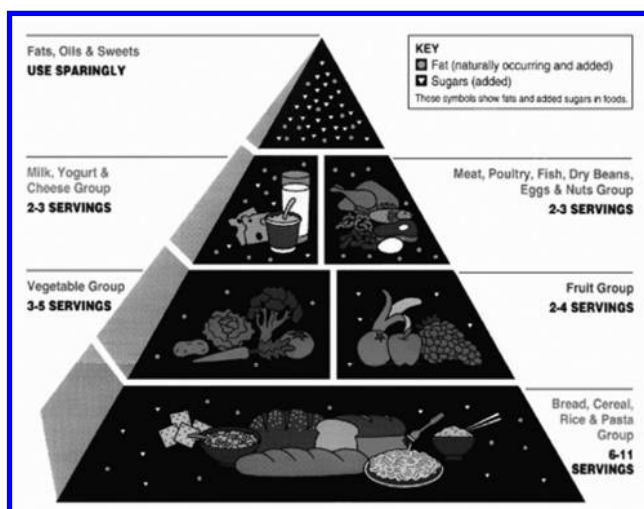 Fats, Oils & Sweets
USE SPARINGLY
KEY
Fat (naturally occurring and added)
Sugars (added)
These symbols show fats and added sugars in foods.
Milk, Yogurt &
Cheese Group
2-3 SERVINGS
Meat, Poultry, Fish, Dry Beans,
Eggs & Nuts Group
2-3 SERVINGS
Vegetable Group
3-5 SERVINGS
Fruit Group
2-4 SERVINGS
Bread, Cereal,
Rice & Pasta
Group
6-11
SERVINGS